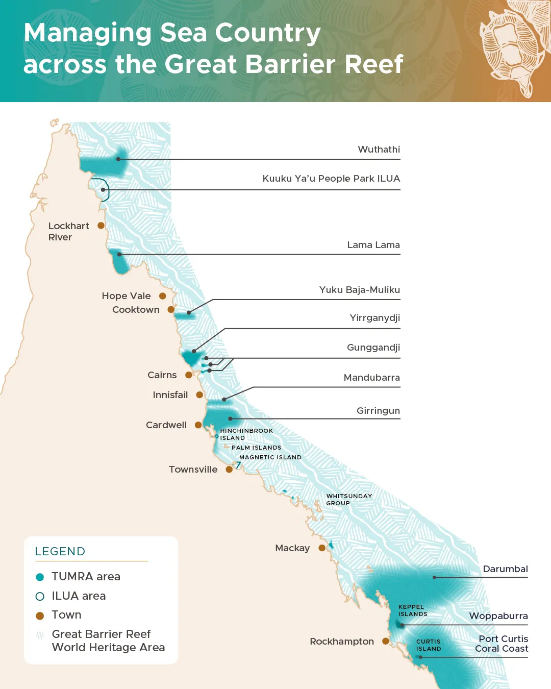 Managing Sea Country
across the Great Barrier Reef
Wuthathi
Kuuku Ya'u People Park ILUA
Lockhart
River
Lama Lama
Yuku Baja-Muliku
Hope Vale
Cooktown
Yirrganydji
Gunggandji
Cairns
Mandubarra
Innisfail
Girringun
Cardwell
HINCHINBROOK
ISLAND
PALM ISLANDS
MAGNETIC ISLAND
Townsville
WHITSUNDAY
GROUP
Mackay
Darumbal
KEPPEL
ISLANDS
Woppaburra
Rockhampton
CURTIS
ISLAND
Port Curtis
Coral Coast
LEGEND
TUMRA area
ILUA area
Town
Great Barrier Reef
World Heritage Area